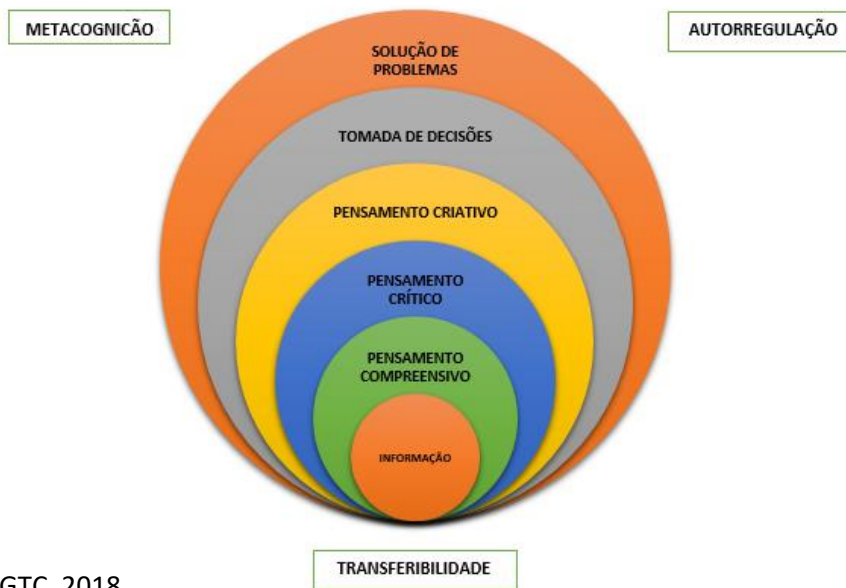 METACOGNICÃO
AUTORREGULAÇÃO
SOLUÇÃO DE
PROBLEMAS
TOMADA DE DECISÕES
PENSAMENTO CRIATIVO
PENSAMENTO
CRÍTICO
PENSAMENTO
COMPREENSIVO
INFORMAÇÃO
TRANSFERIBILIDADE
GTC, 2018